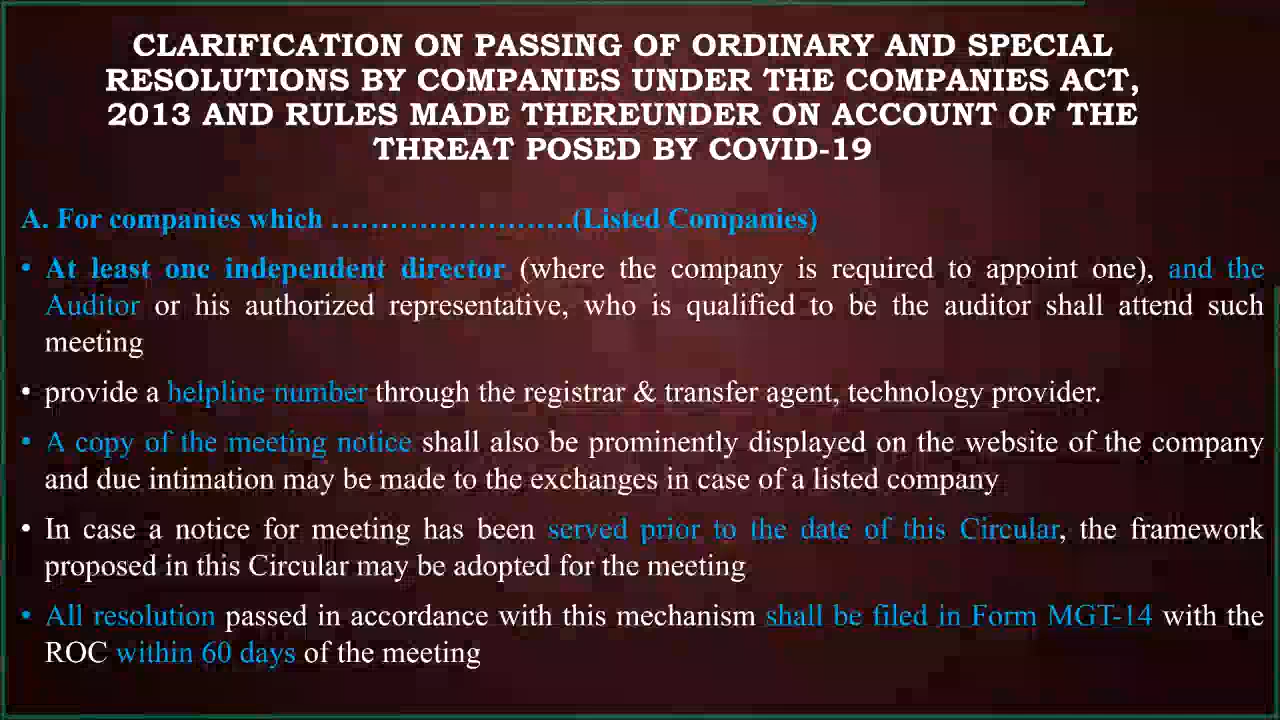 CLARIFICATION ON PASSING OF ORDINARY AND SPECIAL
RESOLUTIONS BY COMPANIES UNDER THE COMPANIES ACT,
2013 AND RULES MADE THEREUNDER ON ACCOUNT OF THE
THREAT POSED BY COVID-19
A. For companies which ……………………….(Listed Companies)
• At least one independent director (where the company is required to appoint one), and the
Auditor or his authorized representative, who is qualified to be the auditor shall attend such
meeting
• provide a helpline number through the registrar & transfer agent, technology provider.
• A copy of the meeting notice shall also be prominently displayed on the website of the company
and due intimation may be made to the exchanges in case of a listed company
• In case a notice for meeting has been served prior to the date of this Circular, the framework
proposed in this Circular may be adopted for the meeting
• All resolution passed in accordance with this mechanism shall be filed in Form MGT-14 with the
ROC within 60 days of the meeting